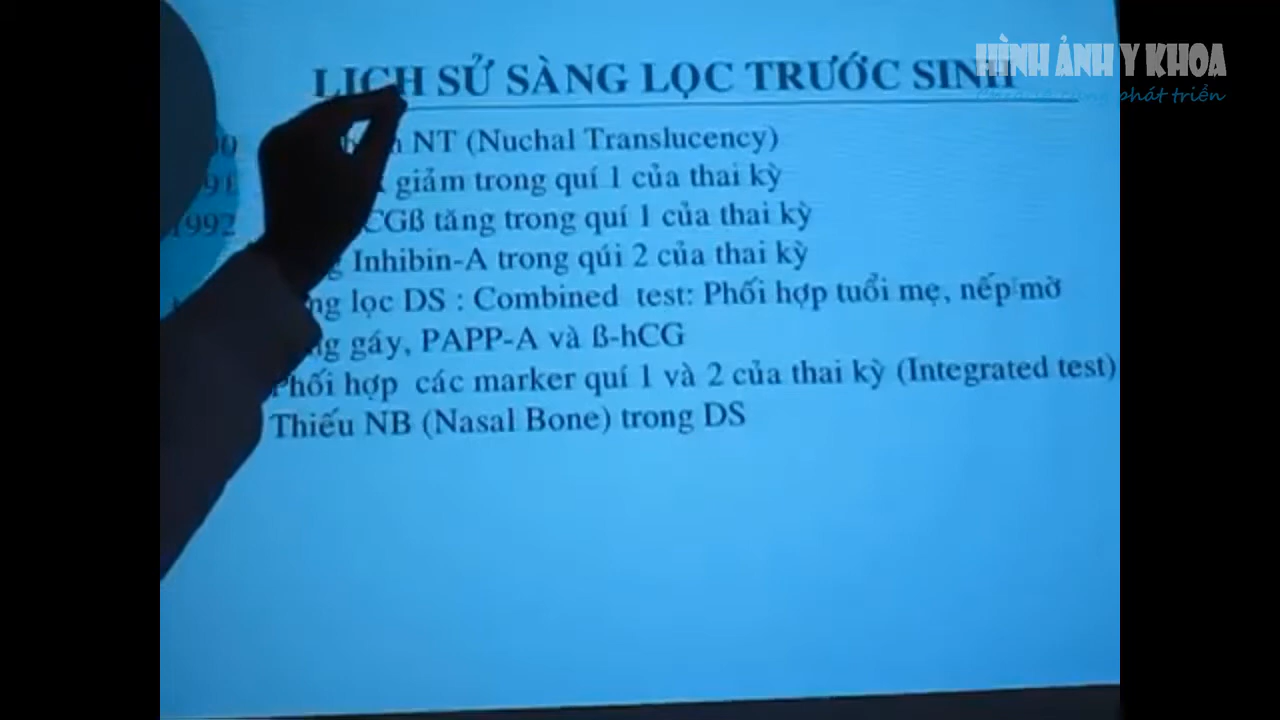 HÌNH ẢNH Y KHOA
phát triển
LỊCH SỬ SÀNG LỌC TRƯỚC SINH
NT (Nuchal Translucency)
giảm trong quí 1 của thai kỳ
1992 CGß tăng trong quí 1 của thai kỳ
Inhibin-A trong qúi 2 của thai kỳ
lọc DS : Combined test: Phối hợp tuổi mẹ, nếp mờ
gáy, PAPP-A và ß-hCG
Phối hợp các marker quí 1 và 2 của thai kỳ (Integrated test)
Thiếu NB (Nasal Bone) trong DS